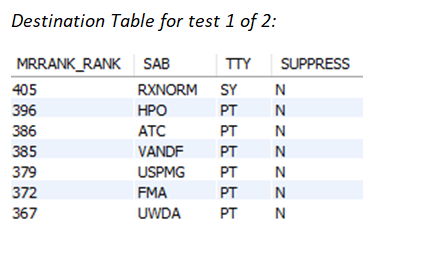 Destination Table for test 1 of 2:
MRRANK_RANK SAB TTY SUPPRESS
405 RXNORM SY N
396 HPO PT N
386 ATC PT N
385 VANDF PT N
379 USPMG PT N
372 FMA PT N
367 UWDA PT N